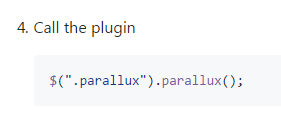 4. Call the plugin
$(".parallux").parallux();